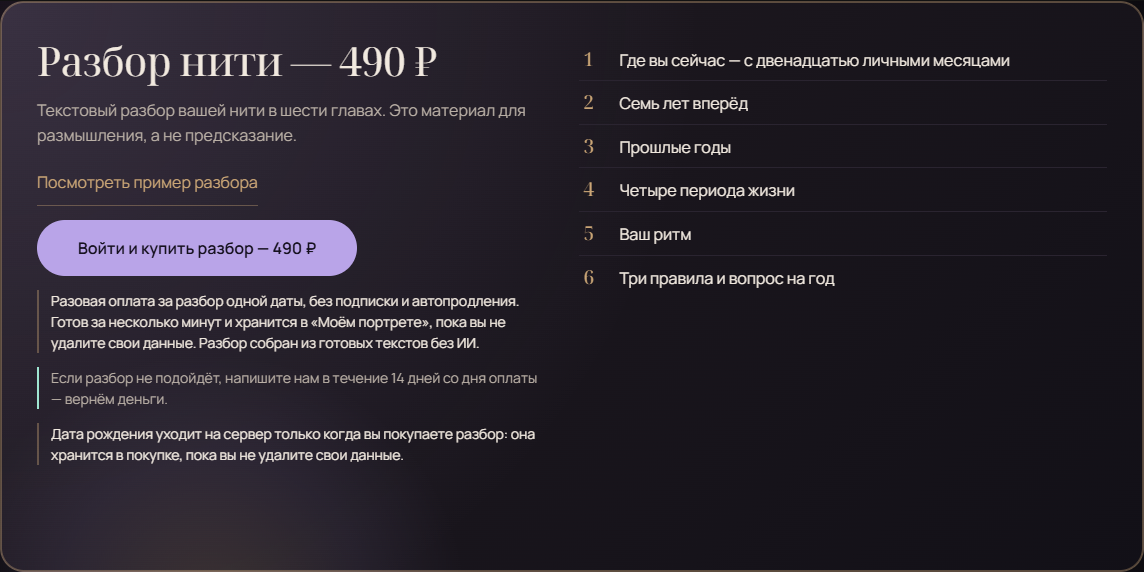 Разбор нити — 490 ₽
Текстовый разбор вашей нити в шести главах. Это материал для
размышления, а не предсказание.
Посмотреть пример разбора
Войти и купить разбор — 490 ₽
Разовая оплата за разбор одной даты, без подписки и автопродления.
Готов за несколько минут и хранится в «Моём портрете», пока вы не
удалите свои данные. Разбор собран из готовых текстов без ИИ.
Если разбор не подойдёт, напишите нам в течение 14 дней со дня оплаты
— вернём деньги.
Дата рождения уходит на сервер только когда вы покупаете разбор: она
хранится в покупке, пока вы не удалите свои данные.
1 Где вы сейчас — с двенадцатью личными месяцами
2 Семь лет вперёд
3 Прошлые годы
4 Четыре периода жизни
5 Ваш ритм
6 Три правила и вопрос на год